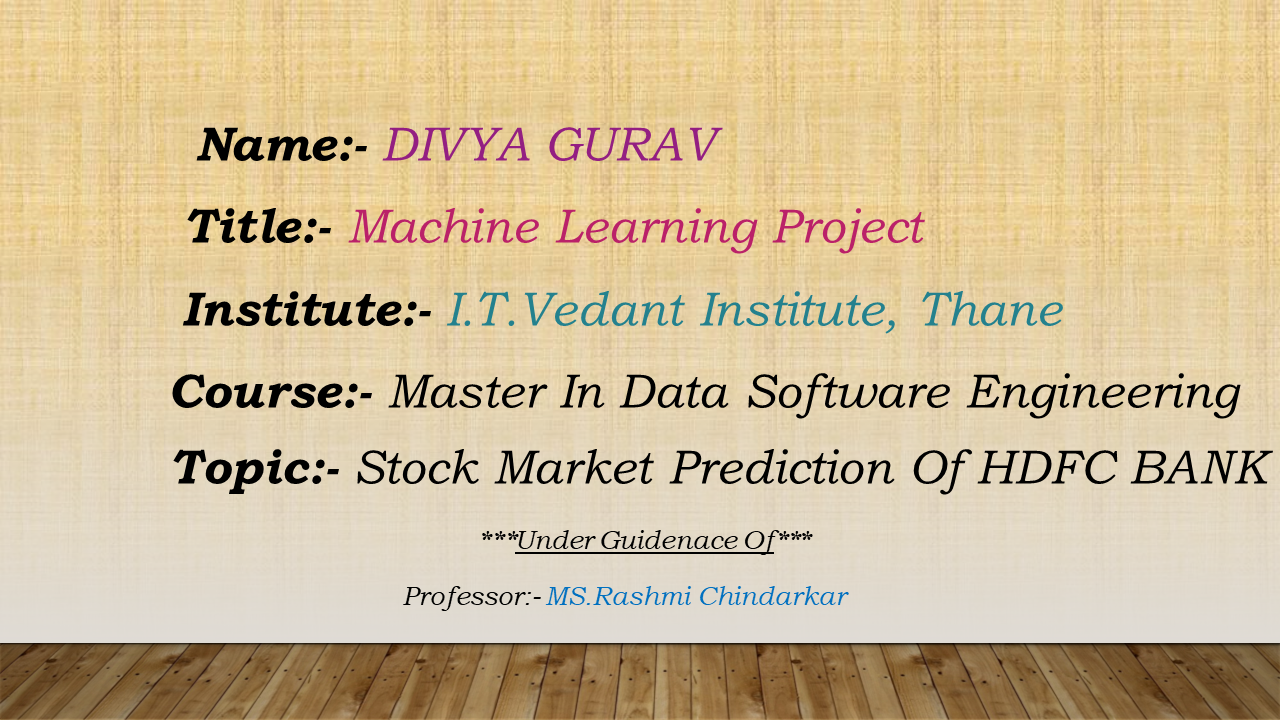 Name:- DIVYA GURAV
Title:- Machine Learning Project
Institute:- I.T.Vedant Institute, Thane
Course:- Master In Data Software Engineering
Topic:- Stock Market Prediction Of HDFC BANK
***Under Guidenace Of***
Professor:- MS.Rashmi Chindarkar